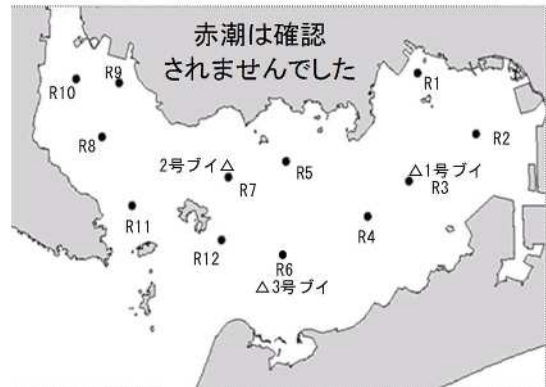 赤潮は確認
されませんでした
R9
R10
R1
R8
R2
R5
2号ブイ△
R7
△1号ブイ
R3
R11
R4
R12
R6
△3号ブイ